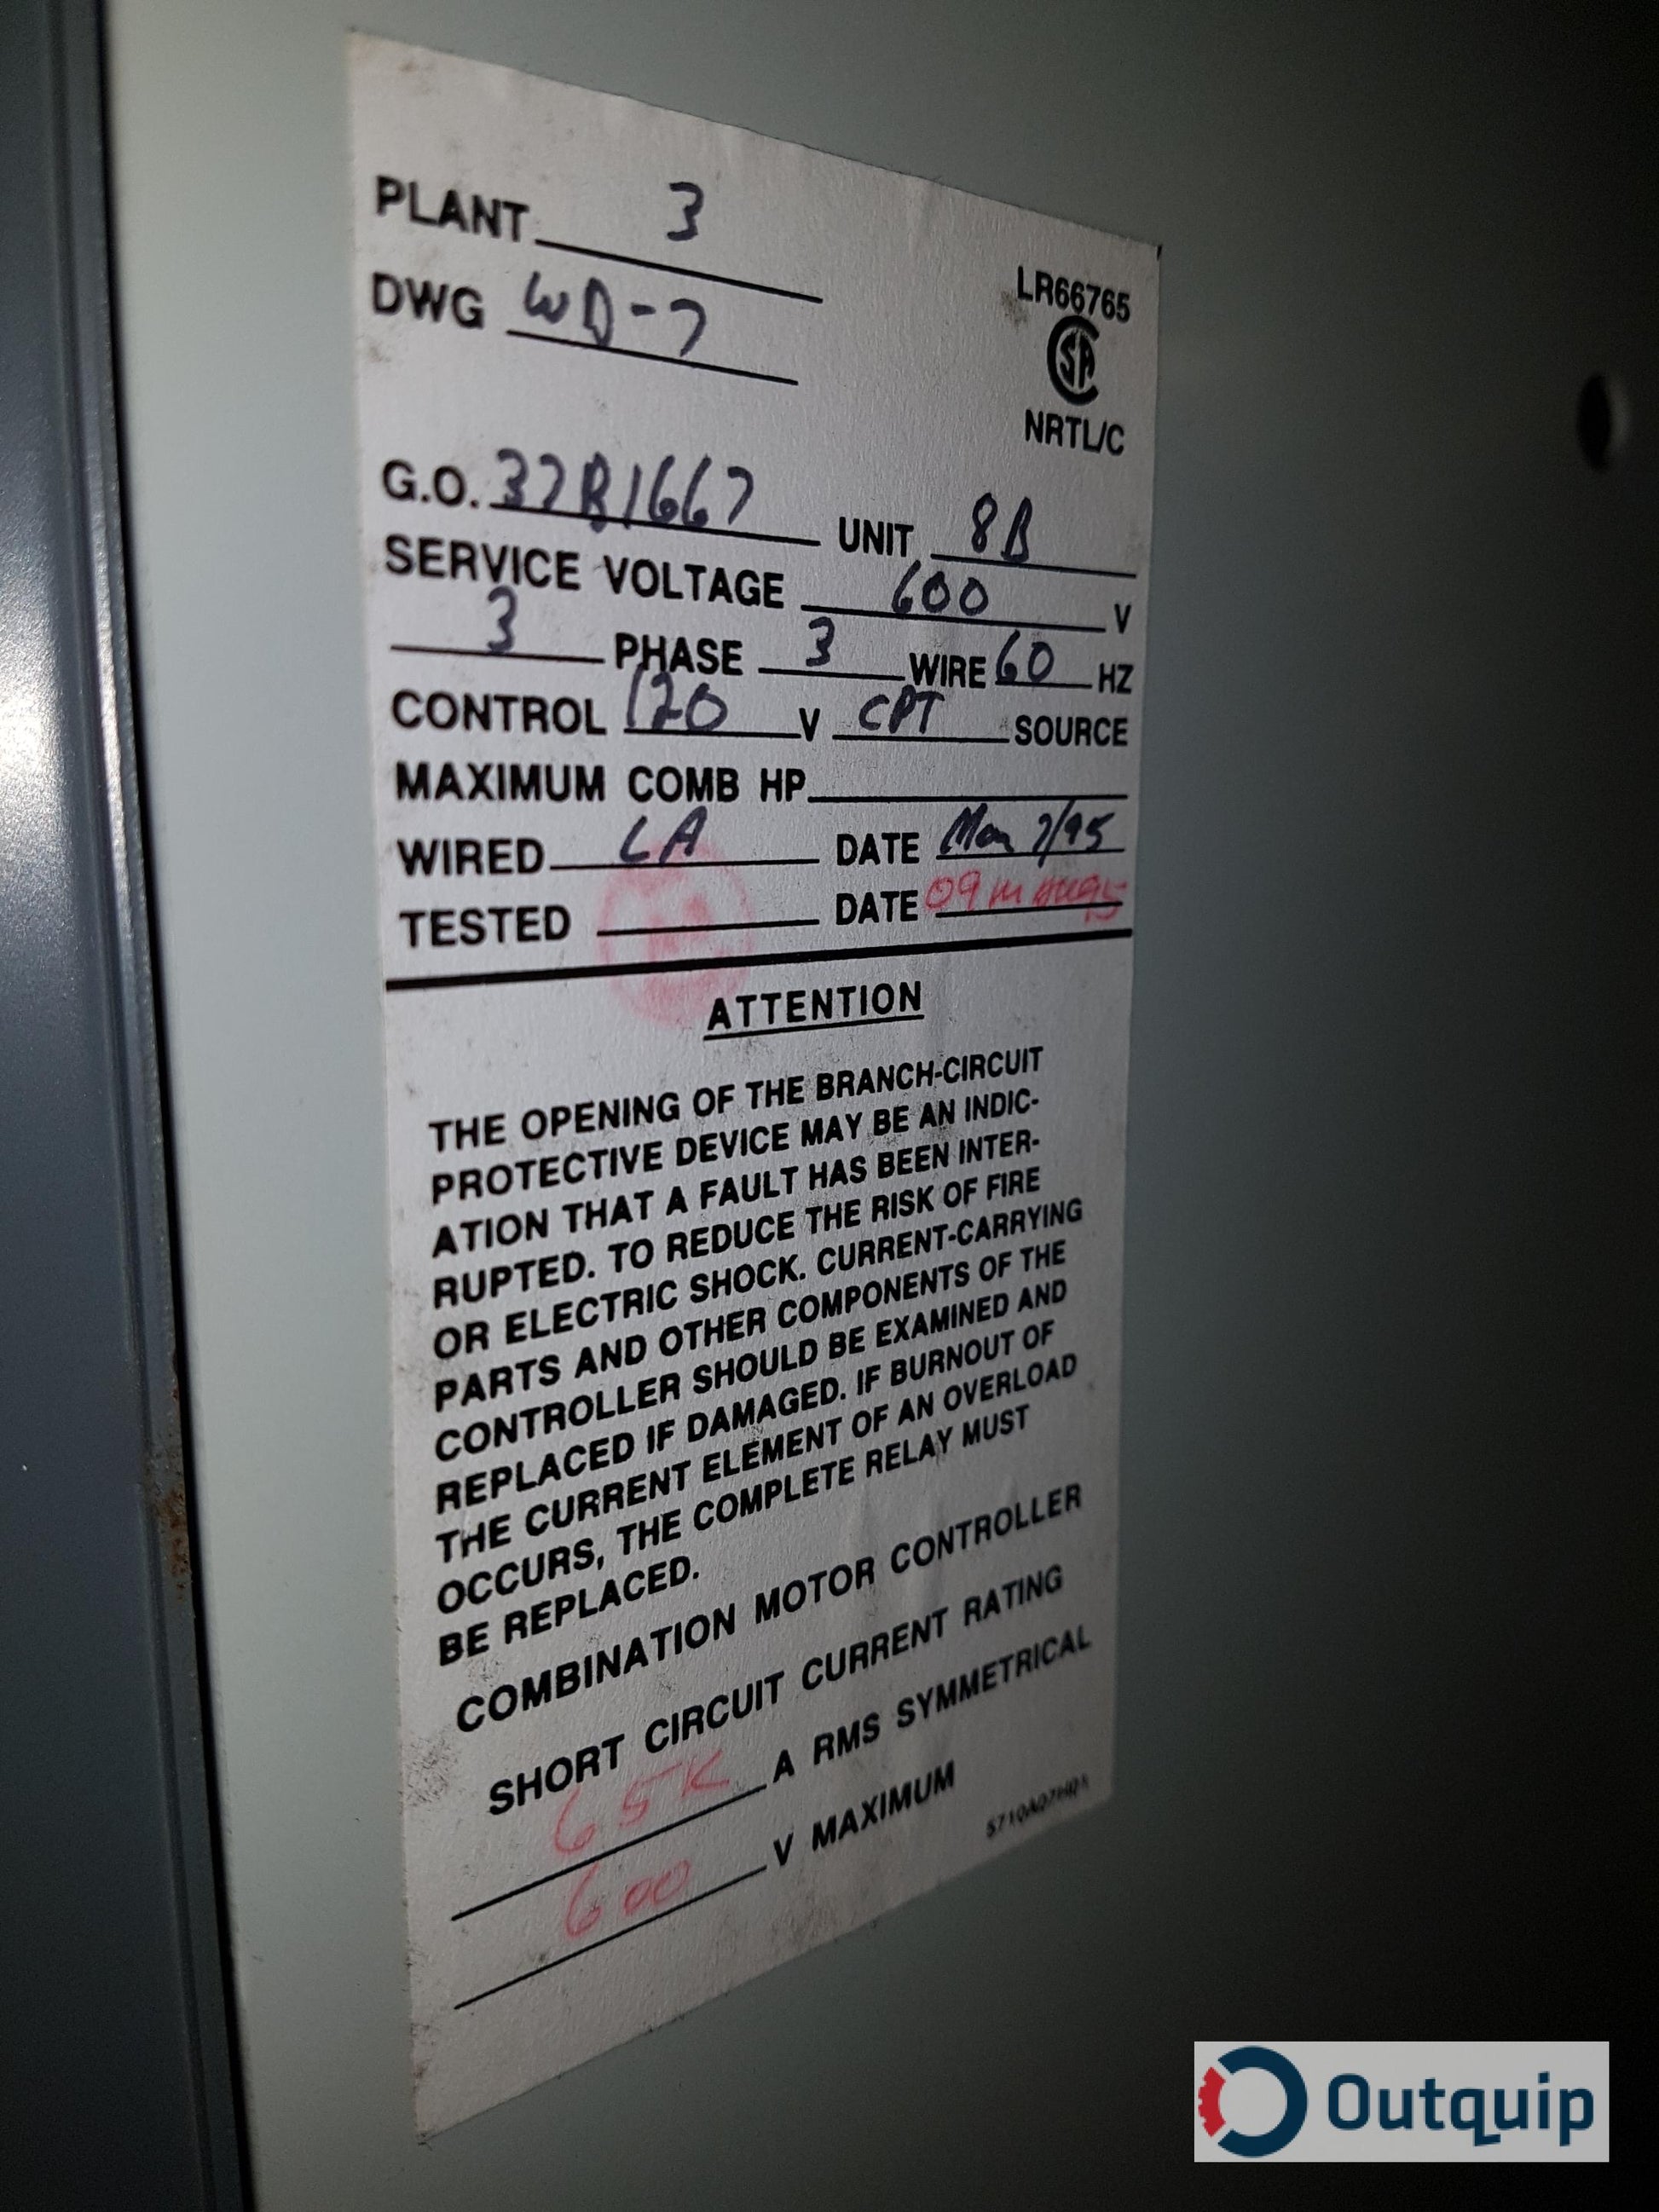 PLANT 3
DWG WD-7
LR66765
CSA
NRTL/C
G.O. 37B1667 UNIT 8B
SERVICE VOLTAGE 600 V
3 PHASE 3 WIRE 60 HZ
CONTROL 120 V CPT SOURCE
MAXIMUM COMB HP
WIRED LA DATE Mar 7/95
TESTED DATE 09
ATTENTION
THE OPENING OF THE BRANCH-CIRCUIT
PROTECTIVE DEVICE MAY BE AN INDIC-
ATION THAT A FAULT HAS BEEN INTER-
RUPTED. TO REDUCE THE RISK OF FIRE
OR ELECTRIC SHOCK. CURRENT-CARRYING
PARTS AND OTHER COMPONENTS OF THE
CONTROLLER SHOULD BE EXAMINED AND
REPLACED IF DAMAGED. IF BURNOUT OF
THE CURRENT ELEMENT OF AN OVERLOAD
OCCURS, THE COMPLETE RELAY MUST
BE REPLACED.
COMBINATION MOTOR CONTROLLER
SHORT CIRCUIT CURRENT RATING
65K A RMS SYMMETRICAL
600 V MAXIMUM
Outquip